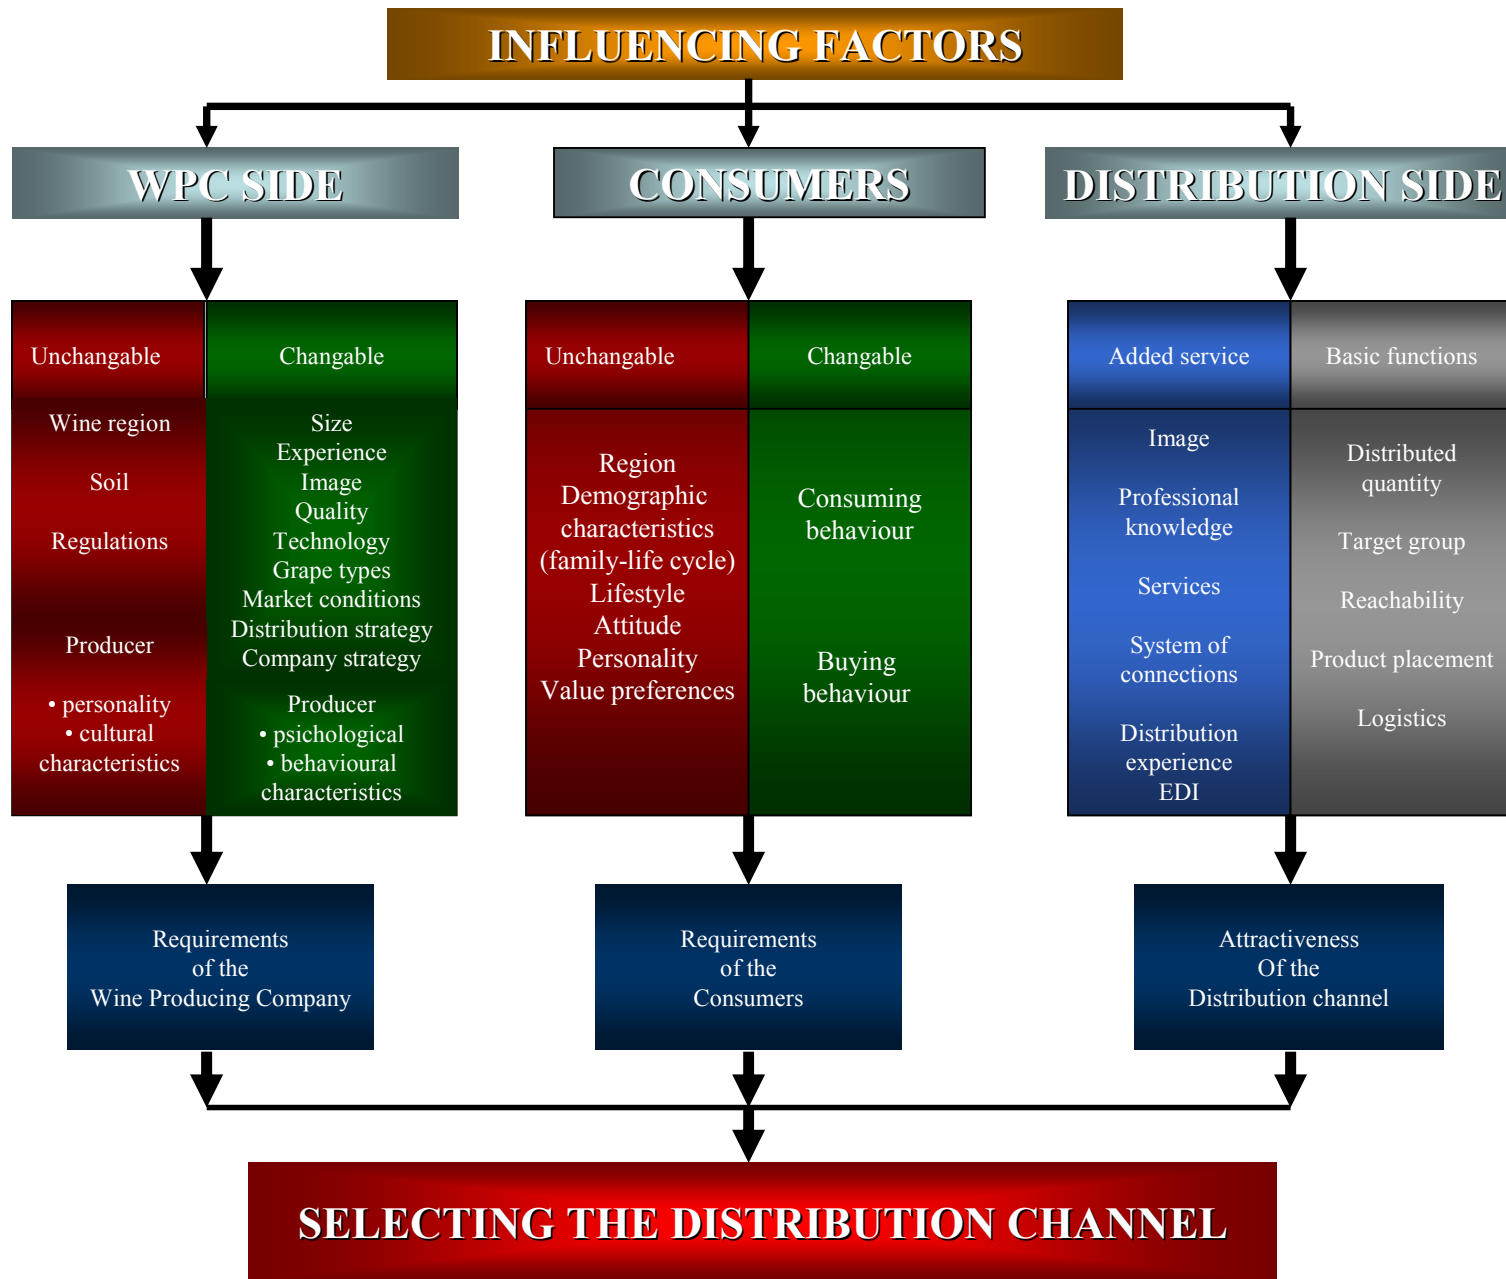 INFLUENCING FACTORS
WPC SIDE
CONSUMERS
DISTRIBUTION SIDE
Unchangable
Changable
Wine region
Soil
Regulations
Producer
• personality
• cultural
characteristics
Size
Experience
Image
Quality
Technology
Grape types
Market conditions
Distribution strategy
Company strategy
Producer
• psichological
• behavioural
characteristics
Unchangable
Changable
Region
Demographic
characteristics
(family-life cycle)
Lifestyle
Attitude
Personality
Value preferences
Consuming
behaviour
Buying
behaviour
Added service
Basic functions
Image
Professional
knowledge
Services
System of
connections
Distribution
experience
EDI
Distributed
quantity
Target group
Reachability
Product placement
Logistics
Requirements
of the
Wine Producing Company
Requirements
of the
Consumers
Attractiveness
Of the
Distribution channel
SELECTING THE DISTRIBUTION CHANNEL